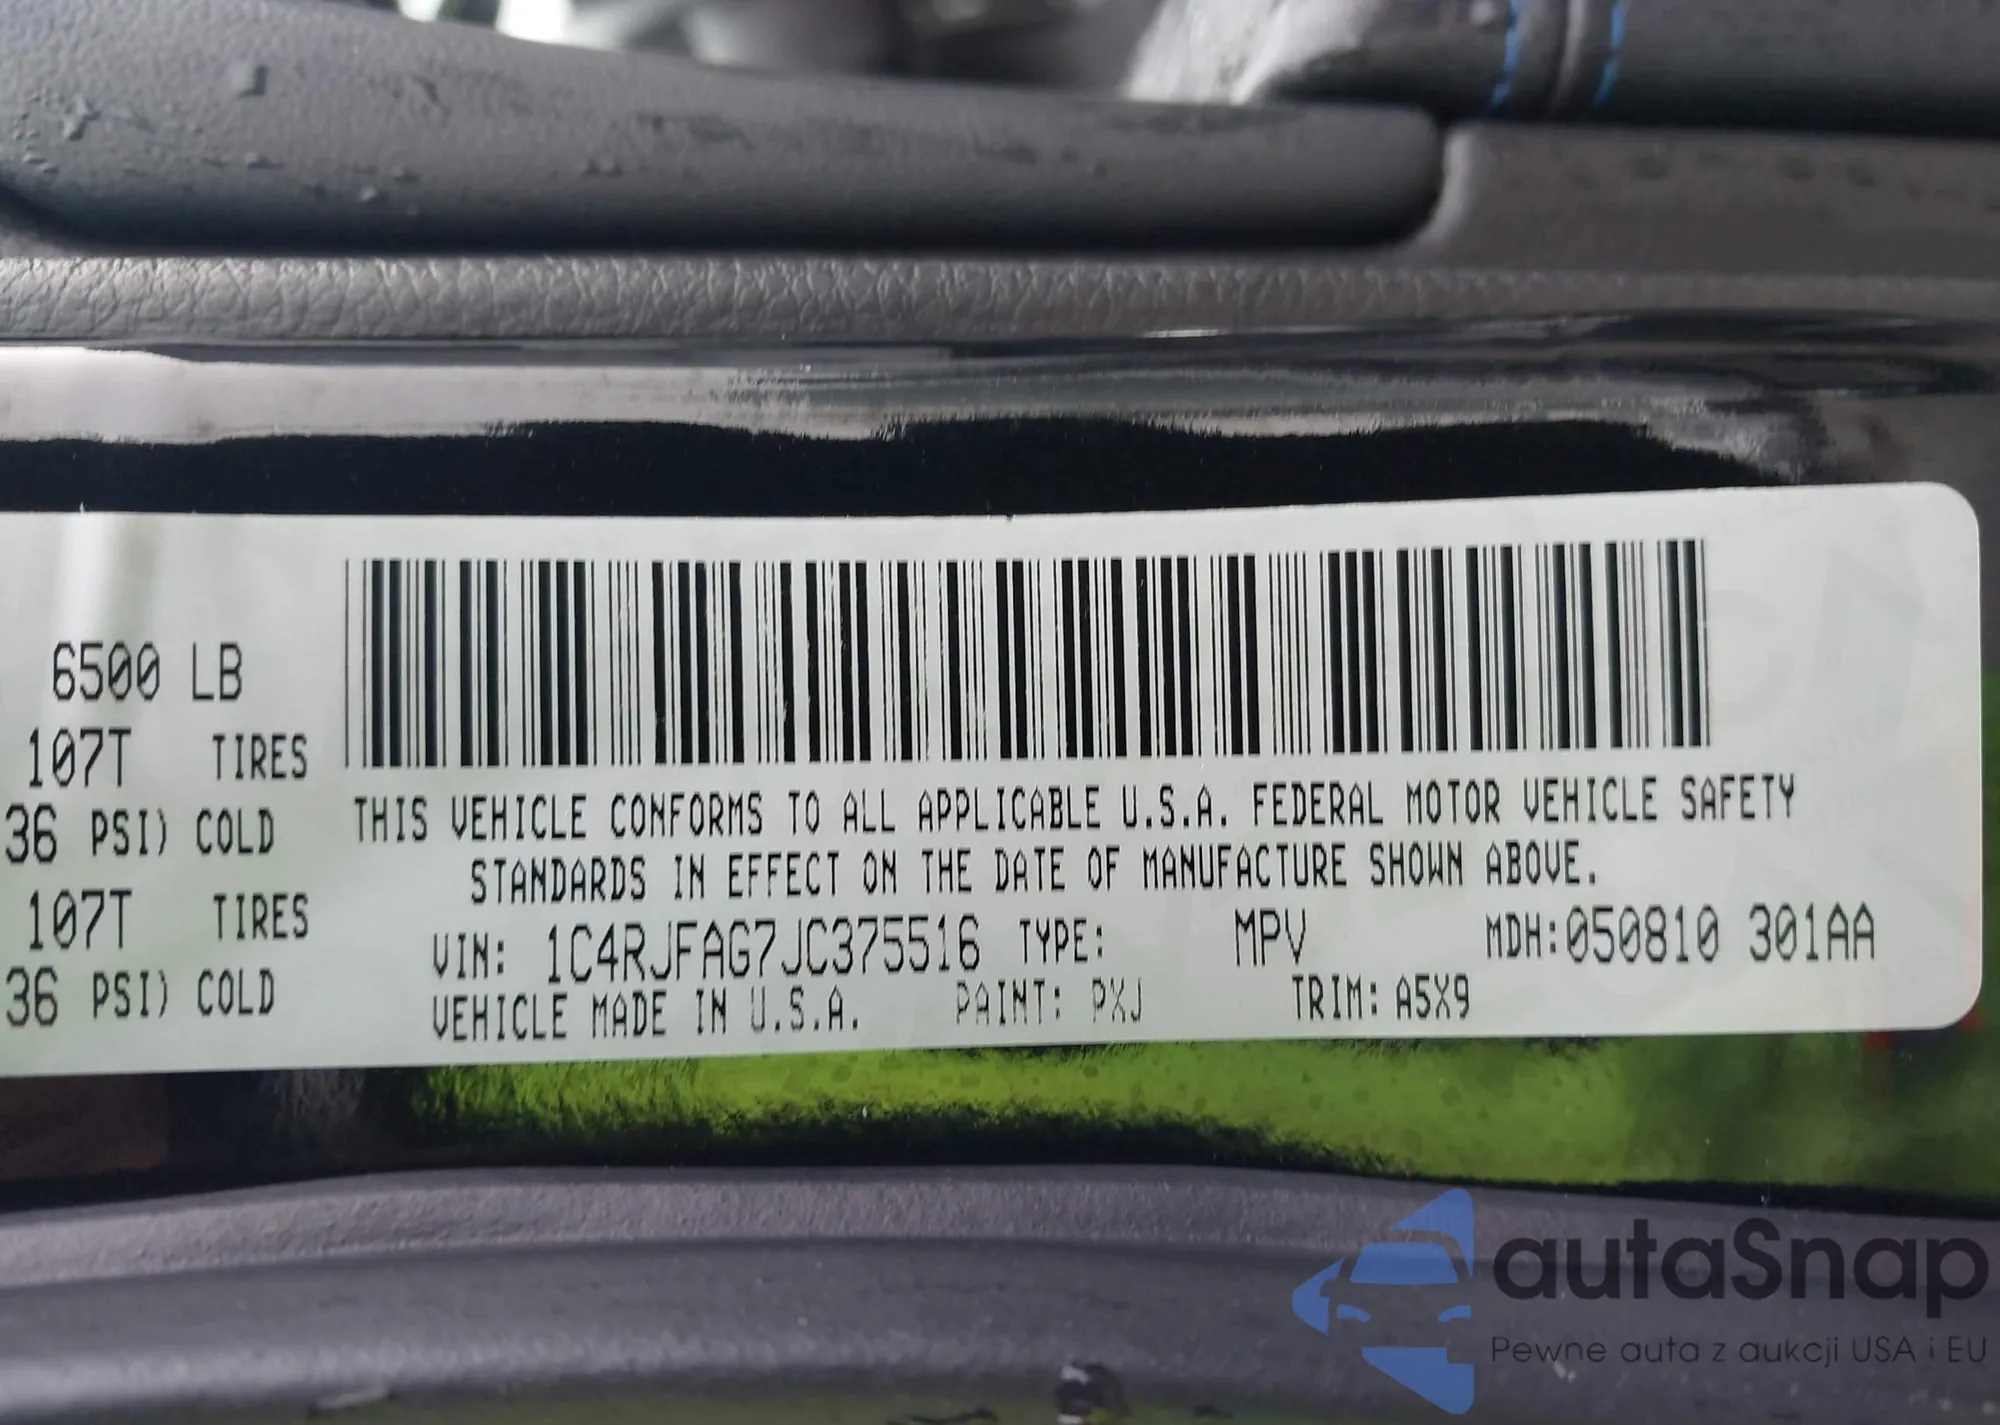 6500 LB
107T TIRES
36 PSI) COLD
107T TIRES
36 PSI) COLD
THIS VEHICLE CONFORMS TO ALL APPLICABLE U.S.A. FEDERAL MOTOR VEHICLE SAFETY
STANDARDS IN EFFECT ON THE DATE OF MANUFACTURE SHOWN ABOVE.
VIN: 1C4RJFAG7JC375516 TYPE: MPV MDH:050810 301AA
VEHICLE MADE IN U.S.A. PAINT: PXJ TRIM: A5X9
autaSnap
Pewne auta z aukcji USA i EU